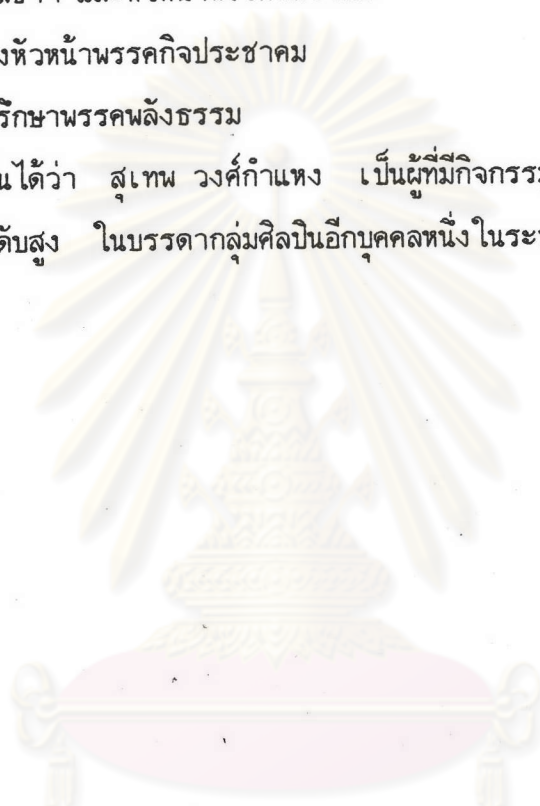 งหัวหน้าพรรคกิจประชาคม
รึกษาพรรคพลังธรรม
นได้ว่า สุเทพ วงศ์กำแหง เป็นผู้ที่มีกิจกรรม
ดับสูง ในบรรดากลุ่มศิลปินอีกบุคคลหนึ่งในระ